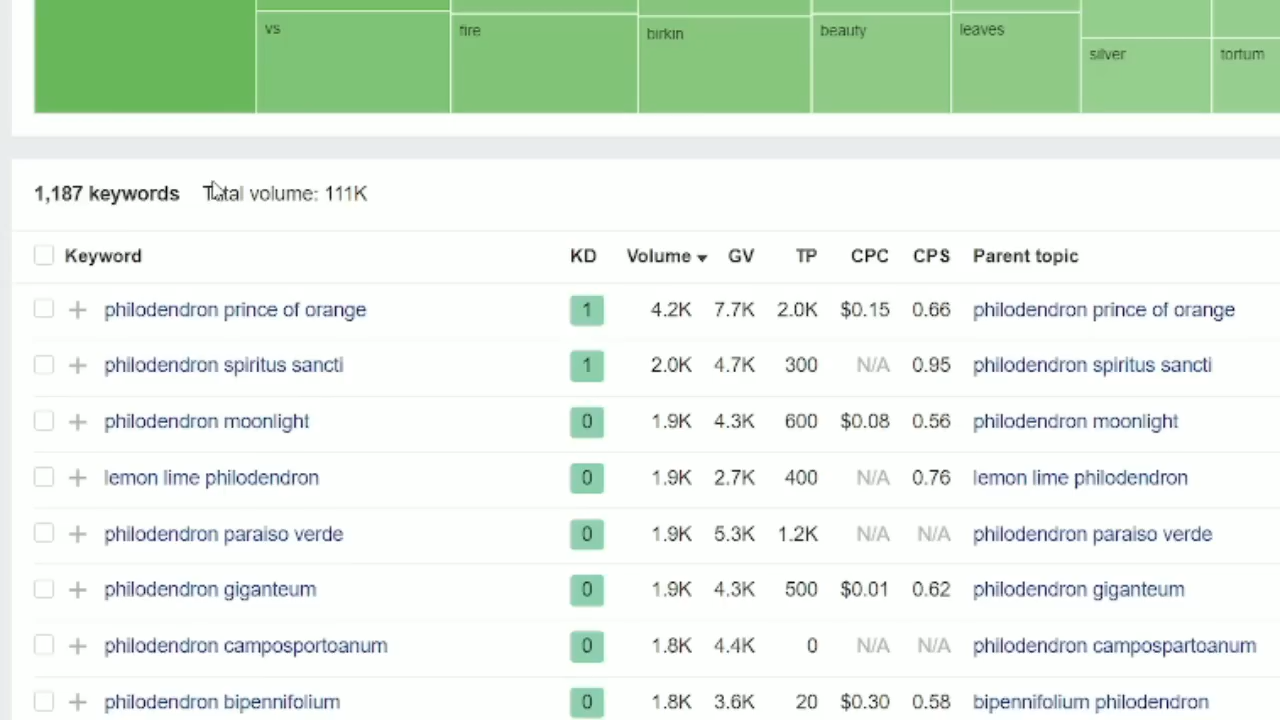 vs fire birkin beauty leaves silver tortum
1,187 keywords Total volume: 111K
Keyword KD Volume GV TP CPC CPS Parent topic
philodendron prince of orange 1 4.2K 7.7K 2.0K $0.15 0.66 philodendron prince of orange
philodendron spiritus sancti 1 2.0K 4.7K 300 N/A 0.95 philodendron spiritus sancti
philodendron moonlight 0 1.9K 4.3K 600 $0.08 0.56 philodendron moonlight
lemon lime philodendron 0 1.9K 2.7K 400 N/A 0.76 lemon lime philodendron
philodendron paraiso verde 0 1.9K 5.3K 1.2K N/A N/A philodendron paraiso verde
philodendron giganteum 0 1.9K 4.3K 500 $0.01 0.62 philodendron giganteum
philodendron camposportoanum 0 1.8K 4.4K 0 N/A N/A philodendron campospartoanum
philodendron bipennifolium 0 1.8K 3.6K 20 $0.30 0.58 bipennifolium philodendron